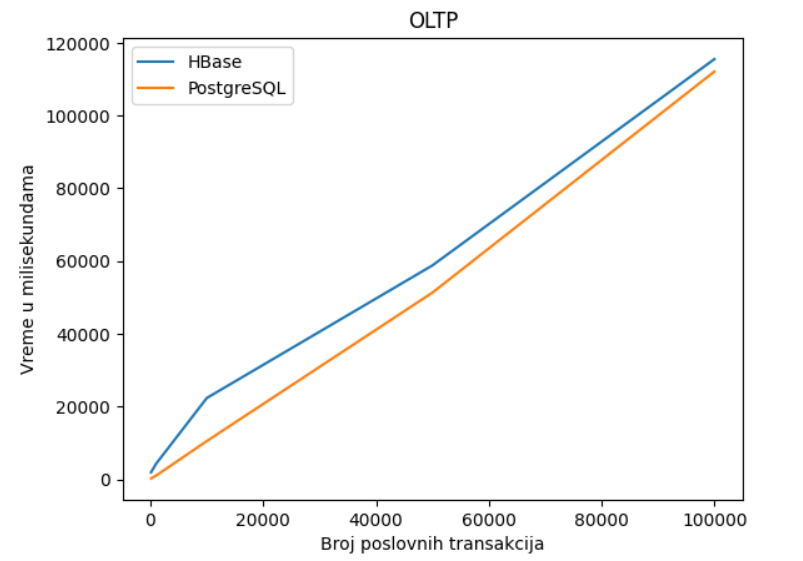 OLTP
HBase
PostgreSQL
Vreme u milisekundama
120000
100000
80000
60000
40000
20000
0
0 20000 40000 60000 80000 100000
Broj poslovnih transakcija